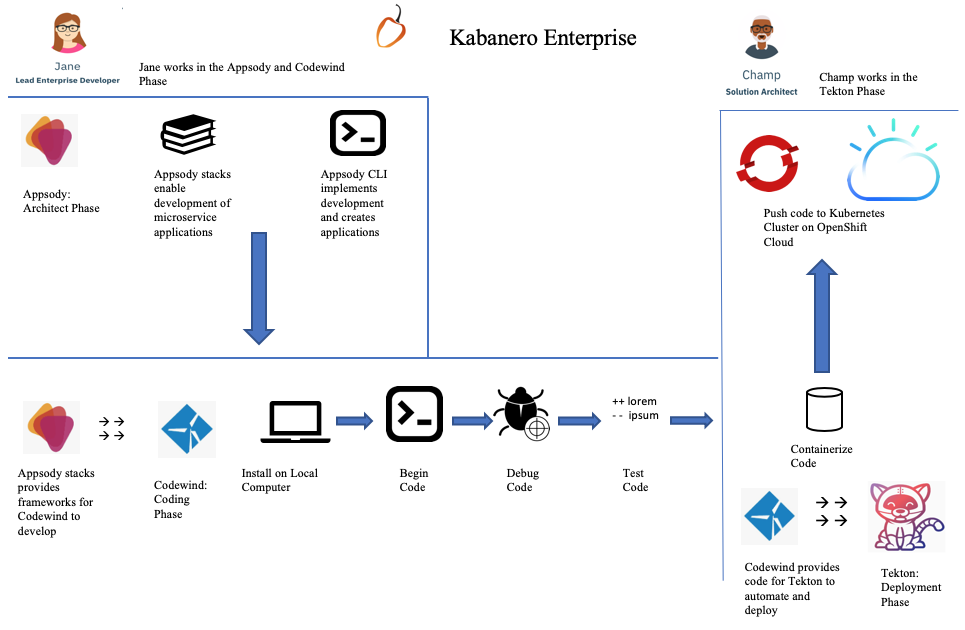 Kabanero Enterprise
Jane
Lead Enterprise Developer
Jane works in the Appsody and Codewind
Phase
Champ
Solution Architect
Champ works in the
Tekton Phase
Appsody:
Architect Phase
Appsody stacks
enable
development of
microservice
applications
Appsody CLI
implements
development
and creates
applications
Push code to Kubernetes
Cluster on OpenShift
Cloud
Appsody stacks
provides
frameworks for
Codewind to
develop
Codewind:
Coding
Phase
Install on Local
Computer
Begin
Code
Debug
Code
++ lorem
-- ipsum
Test
Code
Containerize
Code
Codewind provides
code for Tekton to
automate and
deploy
Tekton:
Deployment
Phase